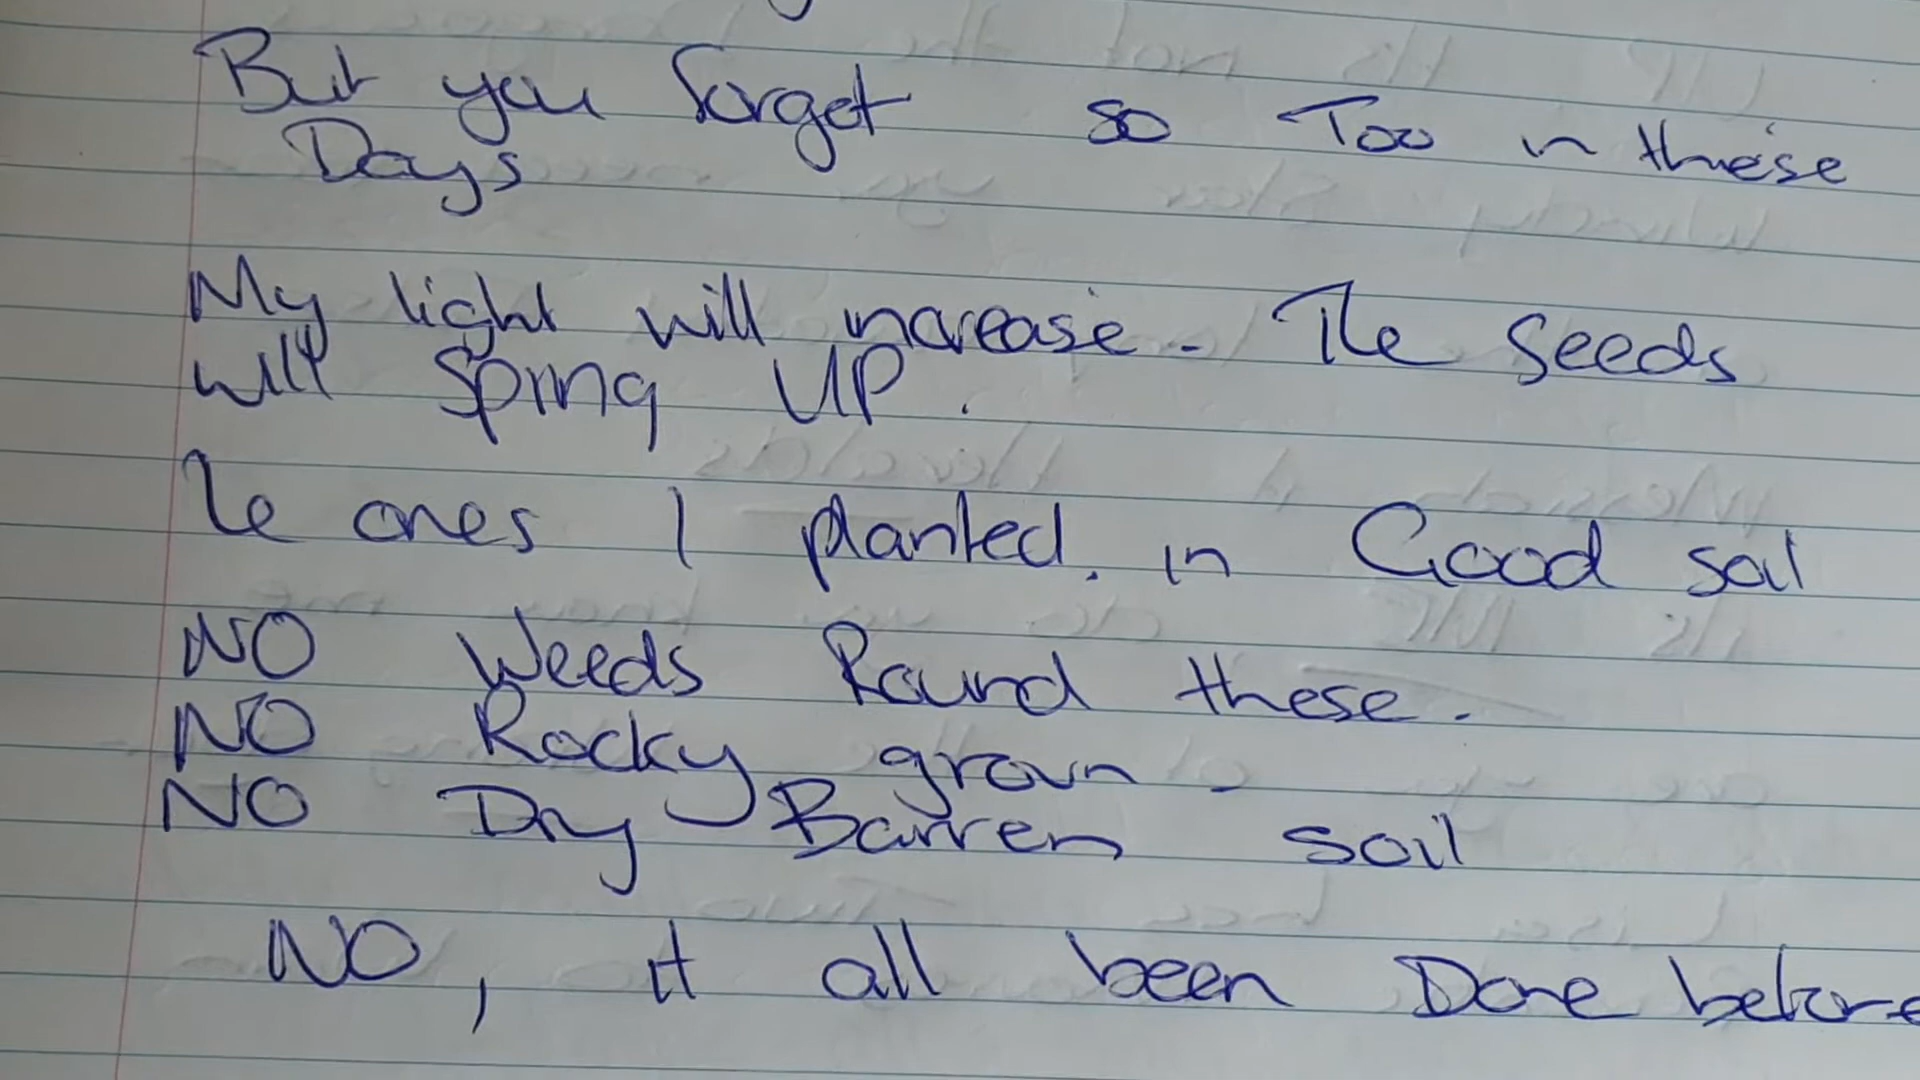 But you forget so Too in these
Days
My light will increase. The Seeds
will Spring UP.
The ones I planted. in Good soil
NO Weeds Round these.
NO Rocky groun
NO Dry Barren soil
NO, it all been Done before